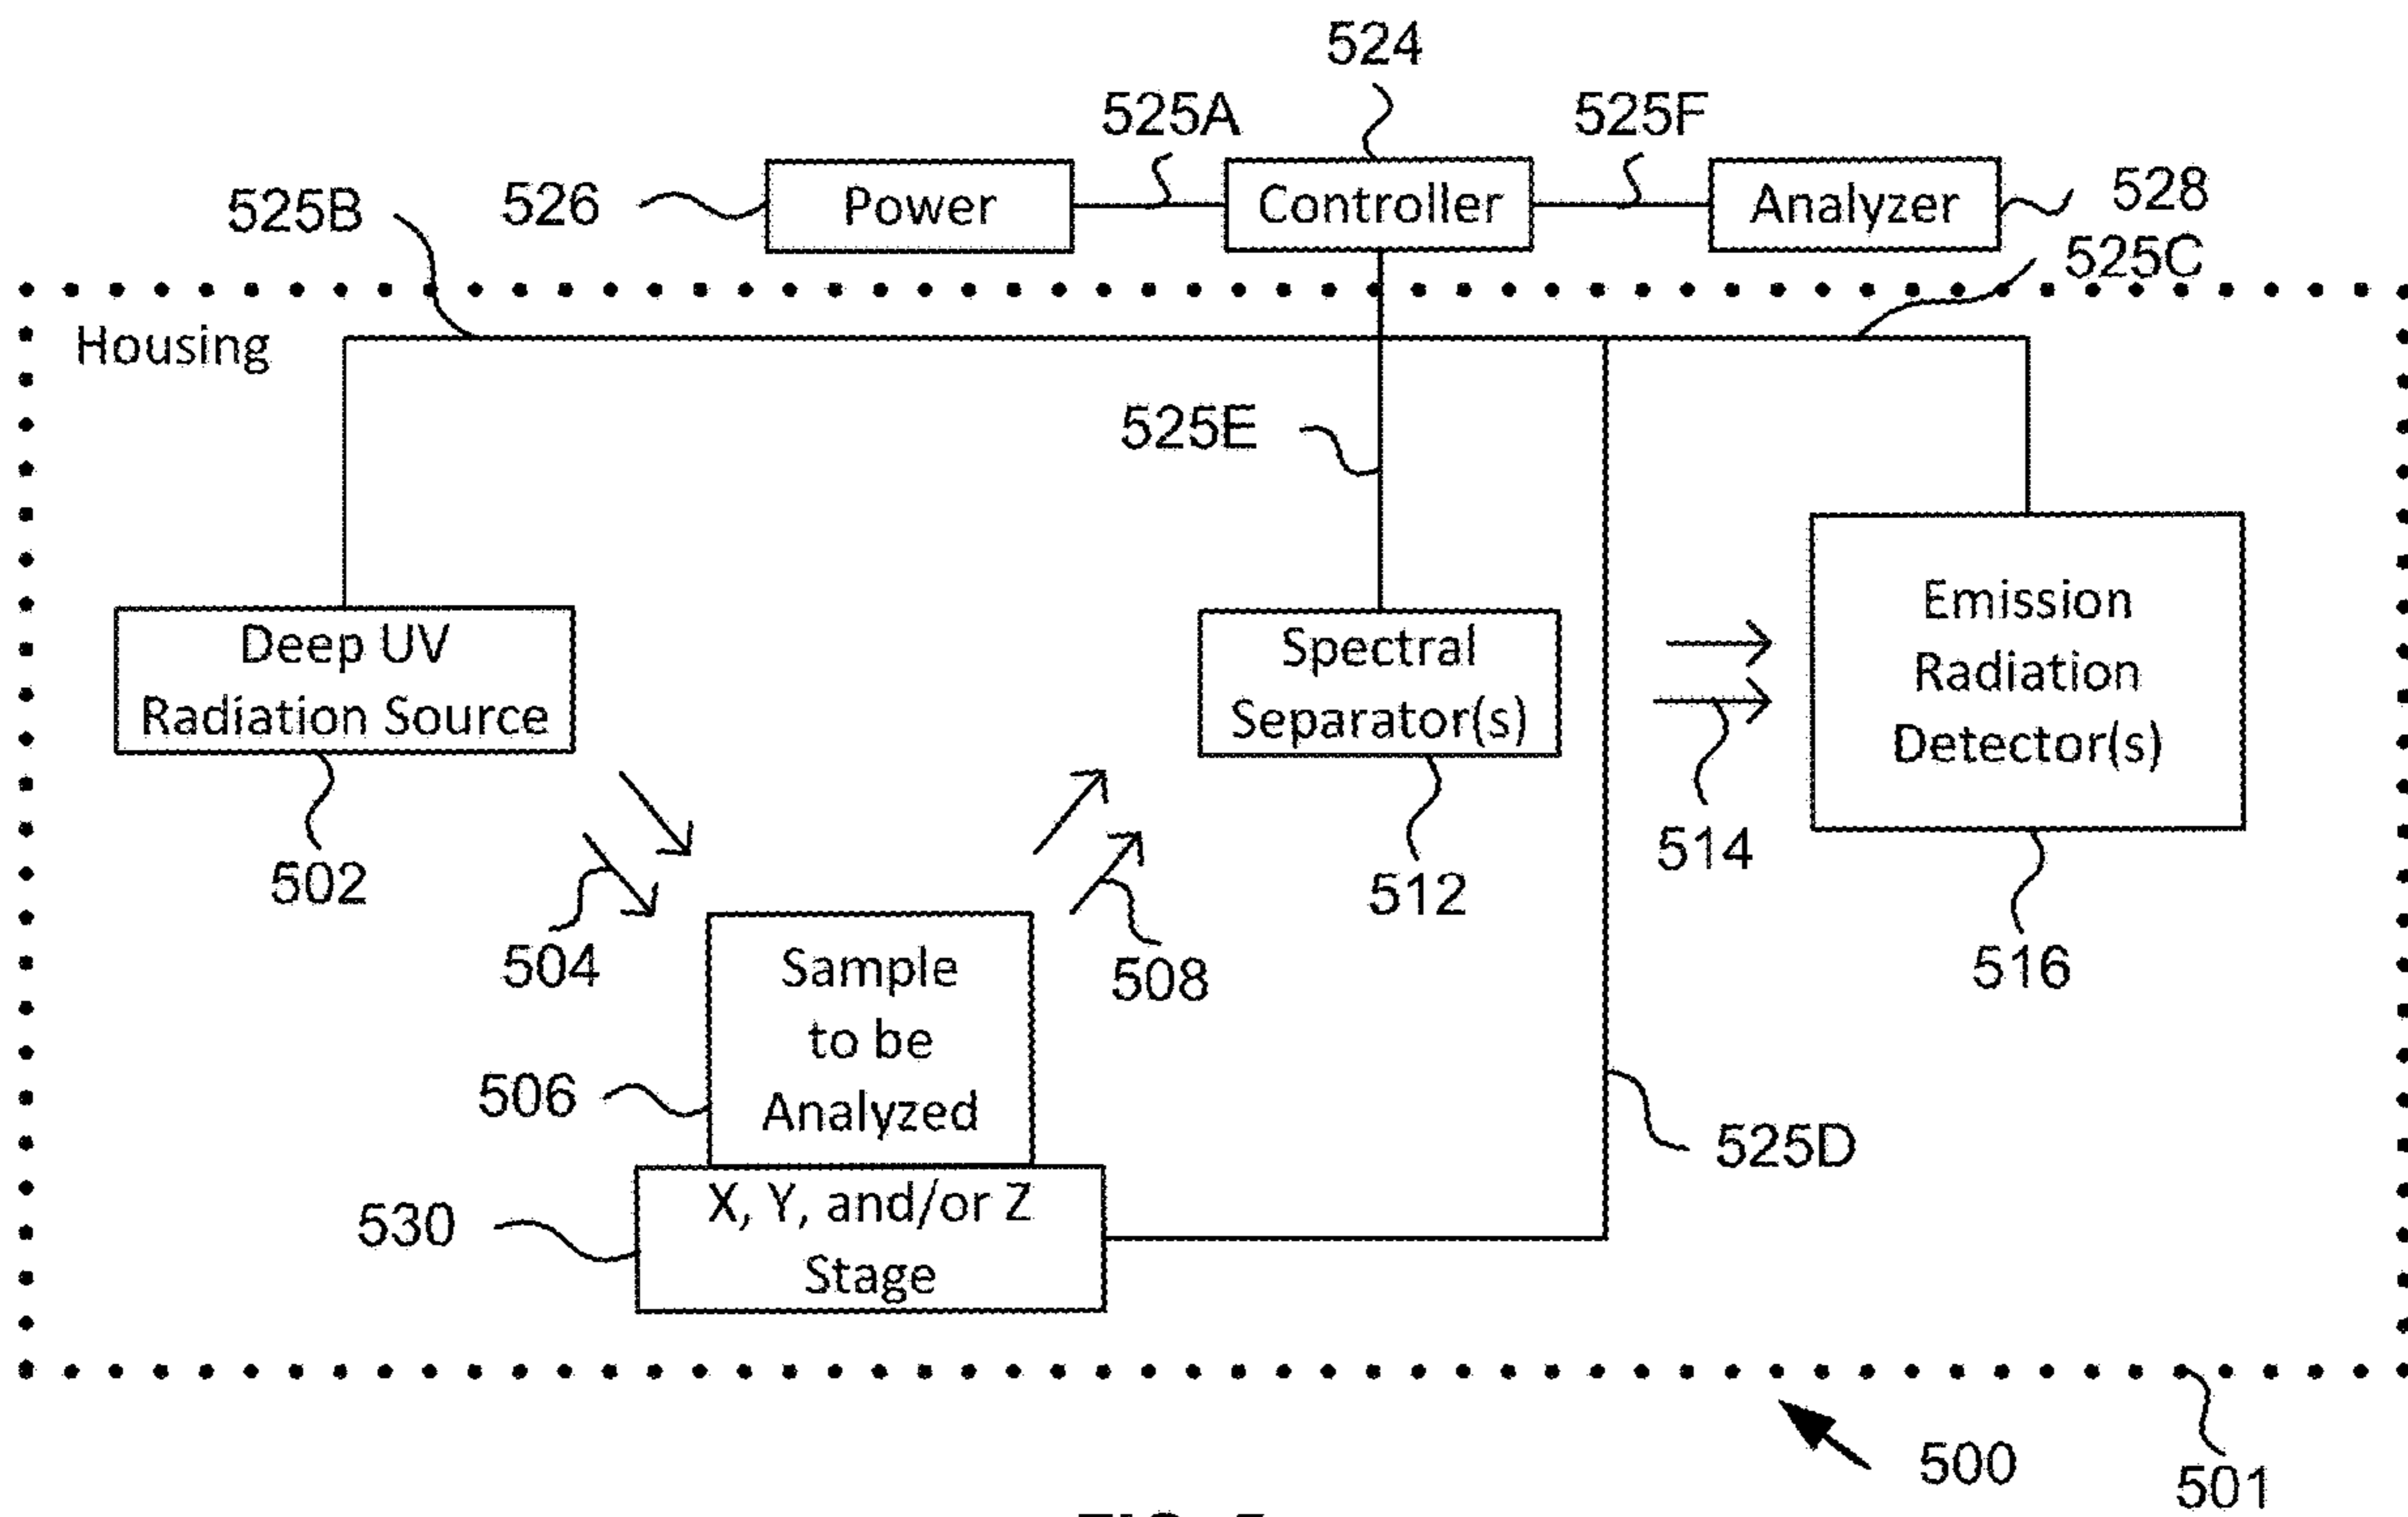 524
525A
525F
526
Power
Controller
Analyzer
528
525B
525C
Housing
525E
Deep UV
Radiation Source
Spectral
Separator(s)
Emission
Radiation
Detector(s)
502
504
508
512
514
516
Sample
to be
Analyzed
506
525D
X, Y, and/or Z
Stage
530
500
501